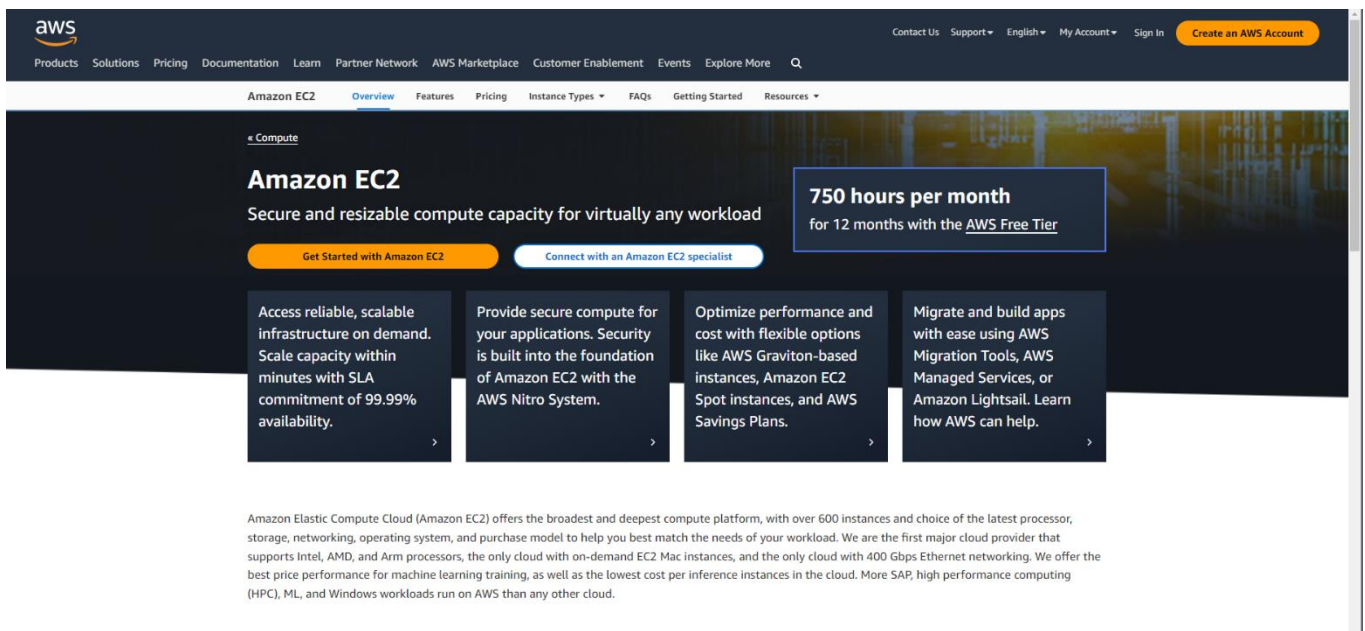 aws
Contact Us Support English My Account Sign In Create an AWS Account
Products Solutions Pricing Documentation Learn Partner Network AWS Marketplace Customer Enablement Events Explore More
Amazon EC2 Overview Features Pricing Instance Types FAQs Getting Started Resources
« Compute
Amazon EC2
Secure and resizable compute capacity for virtually any workload
Get Started with Amazon EC2 Connect with an Amazon EC2 specialist
750 hours per month
for 12 months with the AWS Free Tier
Access reliable, scalable
infrastructure on demand.
Scale capacity within
minutes with SLA
commitment of 99.99%
availability.
Provide secure compute for
your applications. Security
is built into the foundation
of Amazon EC2 with the
AWS Nitro System.
Optimize performance and
cost with flexible options
like AWS Graviton-based
instances, Amazon EC2
Spot instances, and AWS
Savings Plans.
Migrate and build apps
with ease using AWS
Migration Tools, AWS
Managed Services, or
Amazon Lightsail. Learn
how AWS can help.
Amazon Elastic Compute Cloud (Amazon EC2) offers the broadest and deepest compute platform, with over 600 instances and choice of the latest processor,
storage, networking, operating system, and purchase model to help you best match the needs of your workload. We are the first major cloud provider that
supports Intel, AMD, and Arm processors, the only cloud with on-demand EC2 Mac instances, and the only cloud with 400 Gbps Ethernet networking. We offer the
best price performance for machine learning training, as well as the lowest cost per inference instances in the cloud. More SAP, high performance computing
(HPC), ML, and Windows workloads run on AWS than any other cloud.